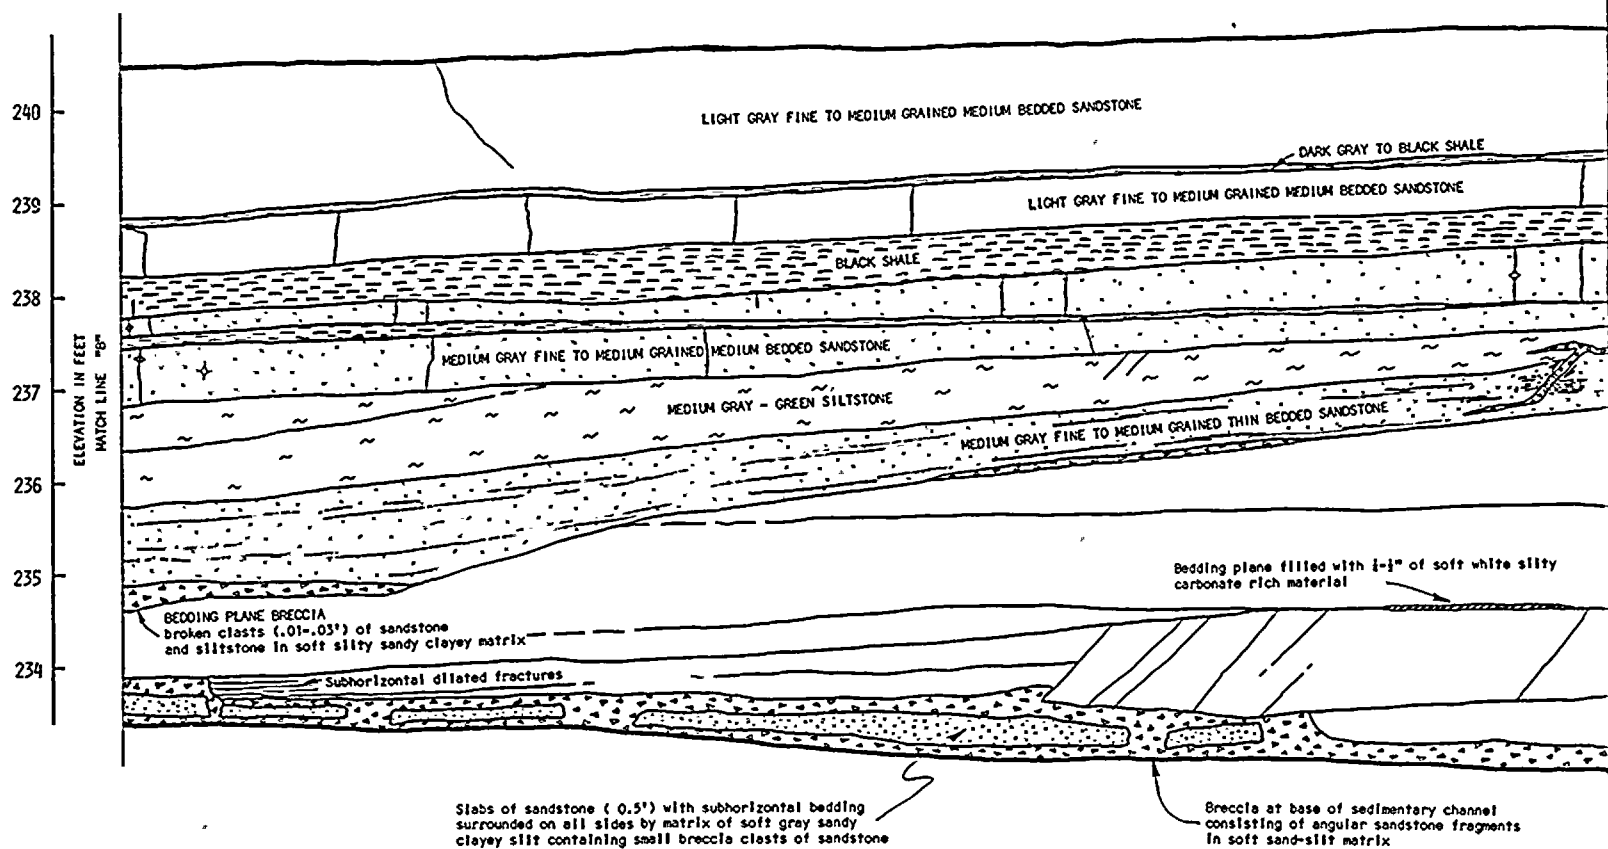 240
239
238
237
236
235
234
ELEVATION IN FEET
MATCH LINE "B"
LIGHT GRAY FINE TO MEDIUM GRAINED MEDIUM BEDDED SANDSTONE
DARK GRAY TO BLACK SHALE
LIGHT GRAY FINE TO MEDIUM GRAINED MEDIUM BEDDED SANDSTONE
BLACK SHALE
MEDIUM GRAY FINE TO MEDIUM GRAINED MEDIUM BEDDED SANDSTONE
MEDIUM GRAY - GREEN SILTSTONE
MEDIUM GRAY FINE TO MEDIUM GRAINED THIN BEDDED SANDSTONE
Bedding plane filled with of soft white silty
carbonate rich material
BEDDING PLANE BRECCIA
broken clasts (.01-.03') of sandstone
and siltstone in soft silty sandy clayey matrix
Subhorizontal dilated fractures
Slabs of sandstone ( 0.5') with subhorizontal bedding
surrounded on all sides by matrix of soft gray sandy
clayey silt containing small breccia clasts of sandstone
Breccia at base of sedimentary channel
consisting of angular sandstone fragments
in soft sand-silt matrix